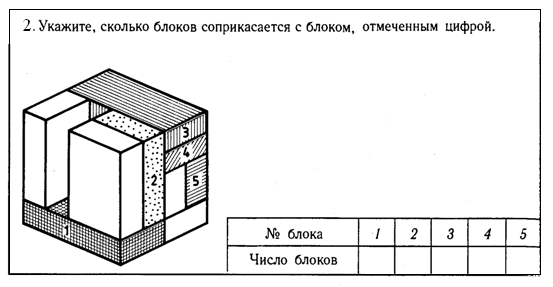 2. Укажите, сколько блоков соприкасается с блоком, отмеченным цифрой.
3
4
2
5
1
№ блока 1 2 3 4 5
Число блоков